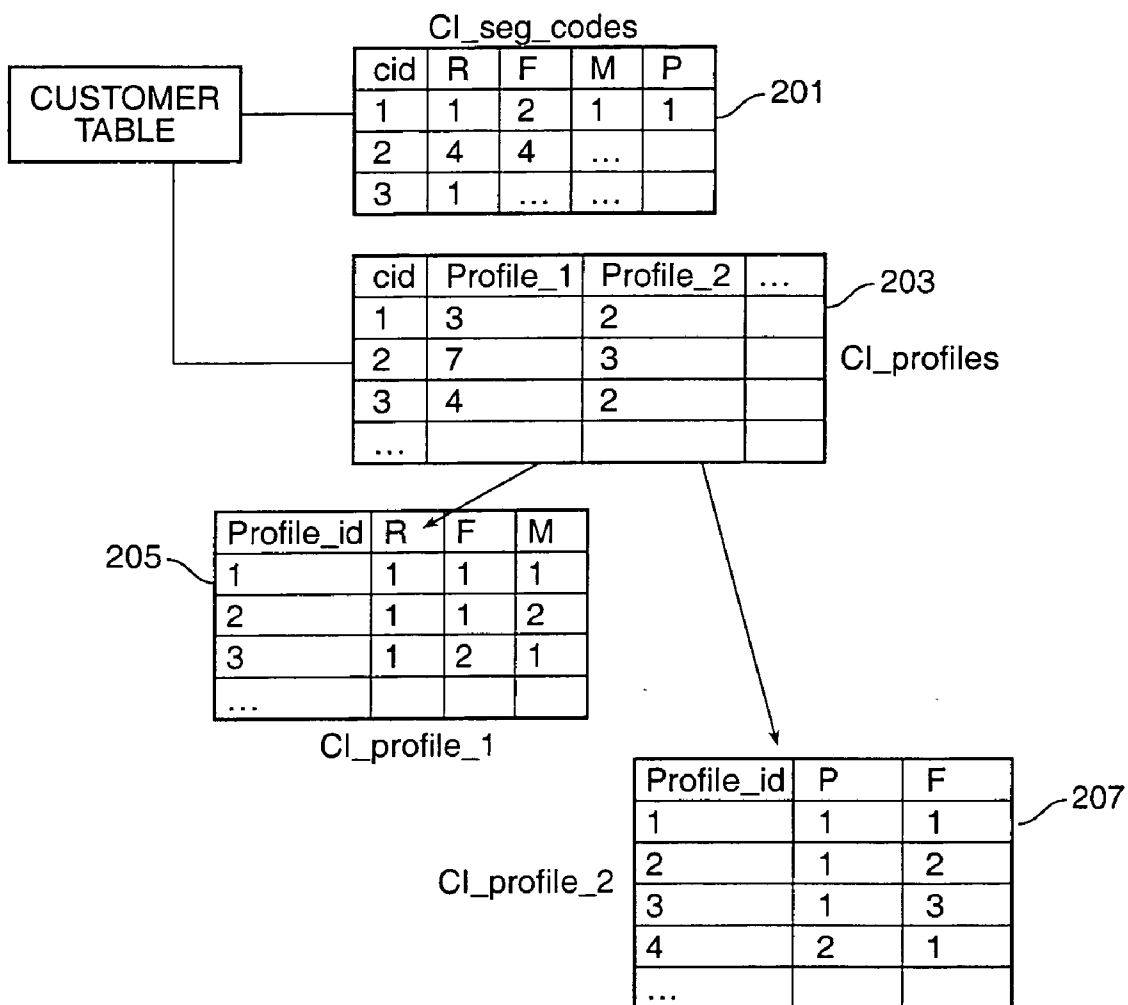 CI_seg_codes
CUSTOMER
TABLE
cid R F M P
1 1 2 1 1
2 4 4 ...
3 1 ... ...
201
cid Profile_1 Profile_2 ...
1 3 2
2 7 3
3 4 2
...
203
CI_profiles
205
Profile_id R F M
1 1 1 1
2 1 1 2
3 1 2 1
...
CI_profile_1
Profile_id P F
1 1 1
2 1 2
3 1 3
4 2 1
...
207
CI_profile_2